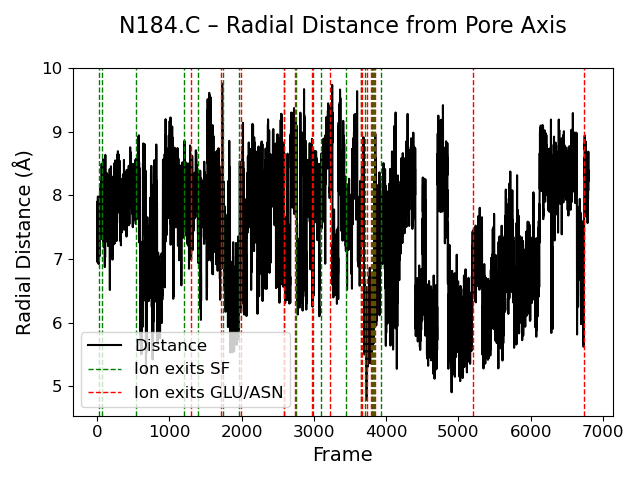 N184.C – Radial Distance from Pore Axis
Radial Distance (Å)
10
9
8
7
6
5
Distance
Ion exits SF
Ion exits GLU/ASN
0
1000
2000
3000
4000
5000
6000
7000
Frame